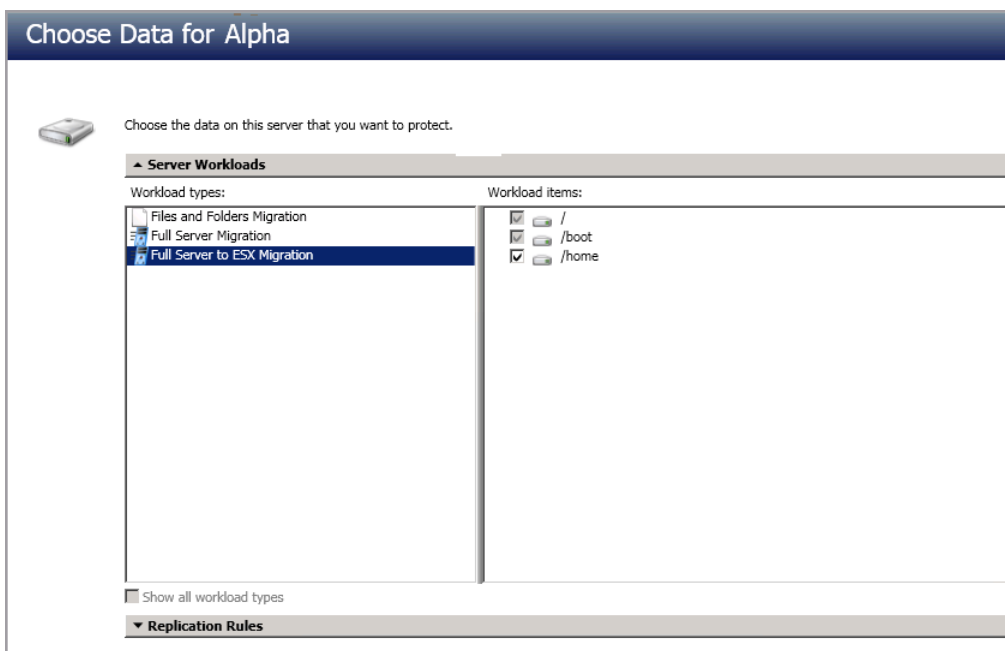 Choose Data for Alpha
Choose the data on this server that you want to protect.
Server Workloads
Workload types:
Workload items:
Files and Folders Migration
Full Server Migration
Full Server to ESX Migration
/
/boot
/home
Show all workload types
Replication Rules